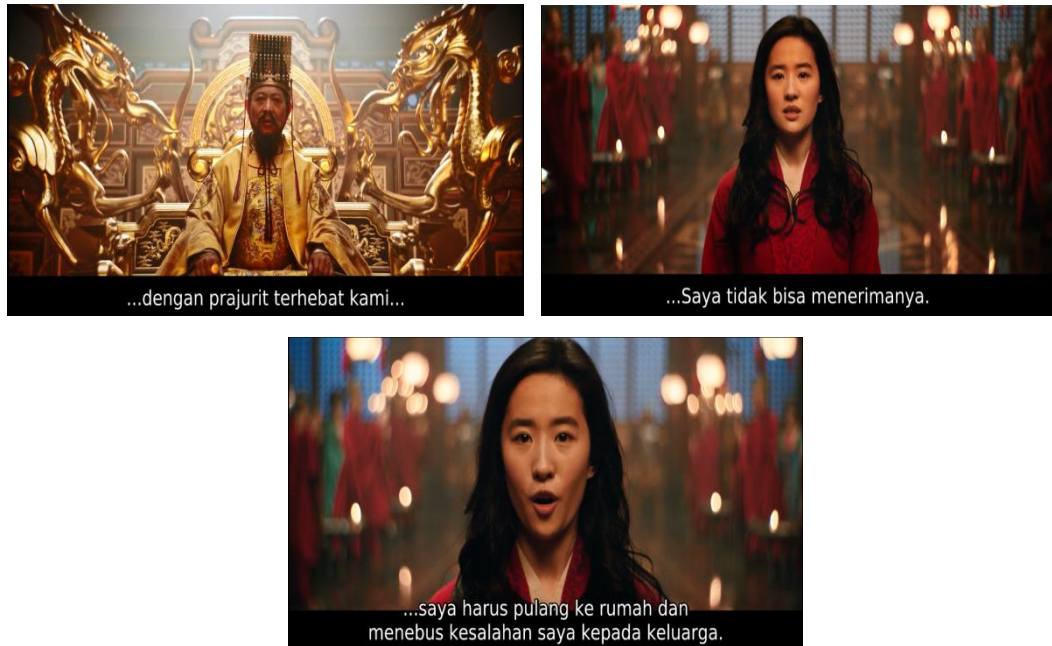 ...dengan prajurit terhebat kami...
...Saya tidak bisa menerimanya.
...saya harus pulang ke rumah dan
menebus kesalahan saya kepada keluarga.